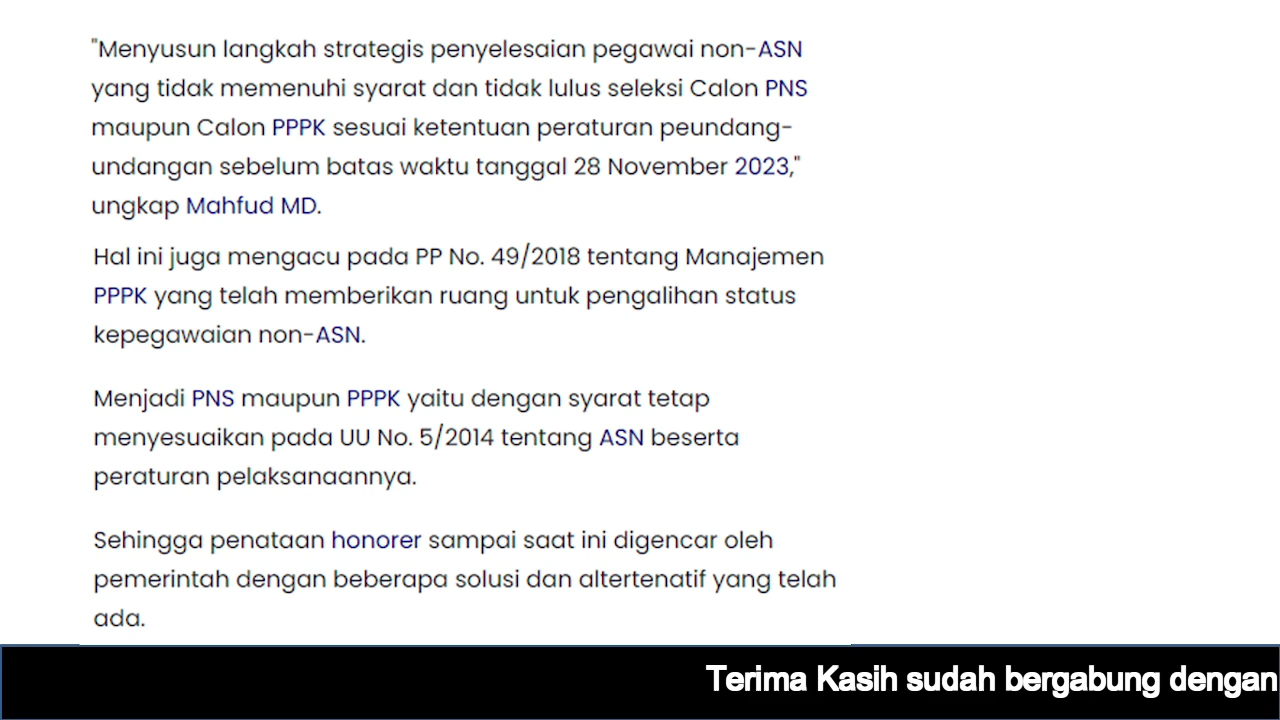 "Menyusun langkah strategis penyelesaian pegawai non-ASN
yang tidak memenuhi syarat dan tidak lulus seleksi Calon PNS
maupun Calon PPPK sesuai ketentuan peraturan peundang-
undangan sebelum batas waktu tanggal 28 November 2023,"
ungkap Mahfud MD.
Hal ini juga mengacu pada PP No. 49/2018 tentang Manajemen
PPPK yang telah memberikan ruang untuk pengalihan status
kepegawaian non-ASN.
Menjadi PNS maupun PPPK yaitu dengan syarat tetap
menyesuaikan pada UU No. 5/2014 tentang ASN beserta
peraturan pelaksanaannya.
Sehingga penataan honorer sampai saat ini digencar oleh
pemerintah dengan beberapa solusi dan altertenatif yang telah
ada.
Terima Kasih sudah bergabung dengan